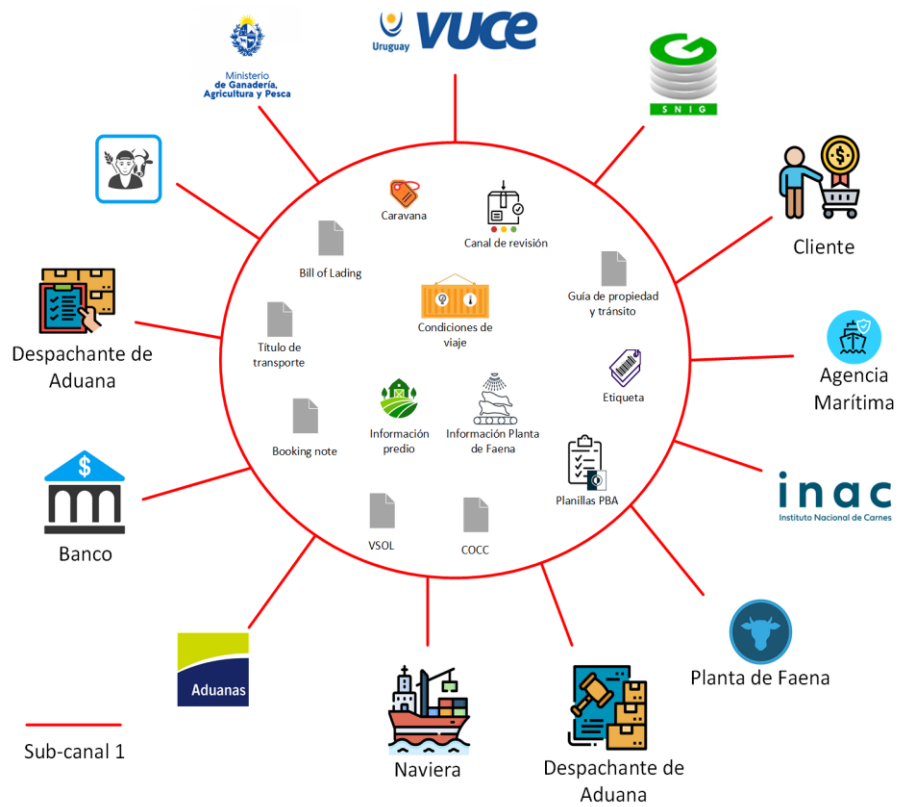 Uruguay vuce
Ministerio
de Ganadería,
Agricultura y Pesca
SNIG
Caravana
Canal de revisión
Bill of Lading
Guía de propiedad
y tránsito
Cliente
Condiciones de
viaje
Título de
transporte
Despachante de
Aduana
Etiqueta
Agencia
Marítima
Información
predio
Información Planta
de Faena
Booking note
Planillas PBA
inac
Instituto Nacional de Carnes
Banco
VSOL
COCC
Aduanas
Planta de Faena
Sub-canal 1
Naviera
Despachante de
Aduana